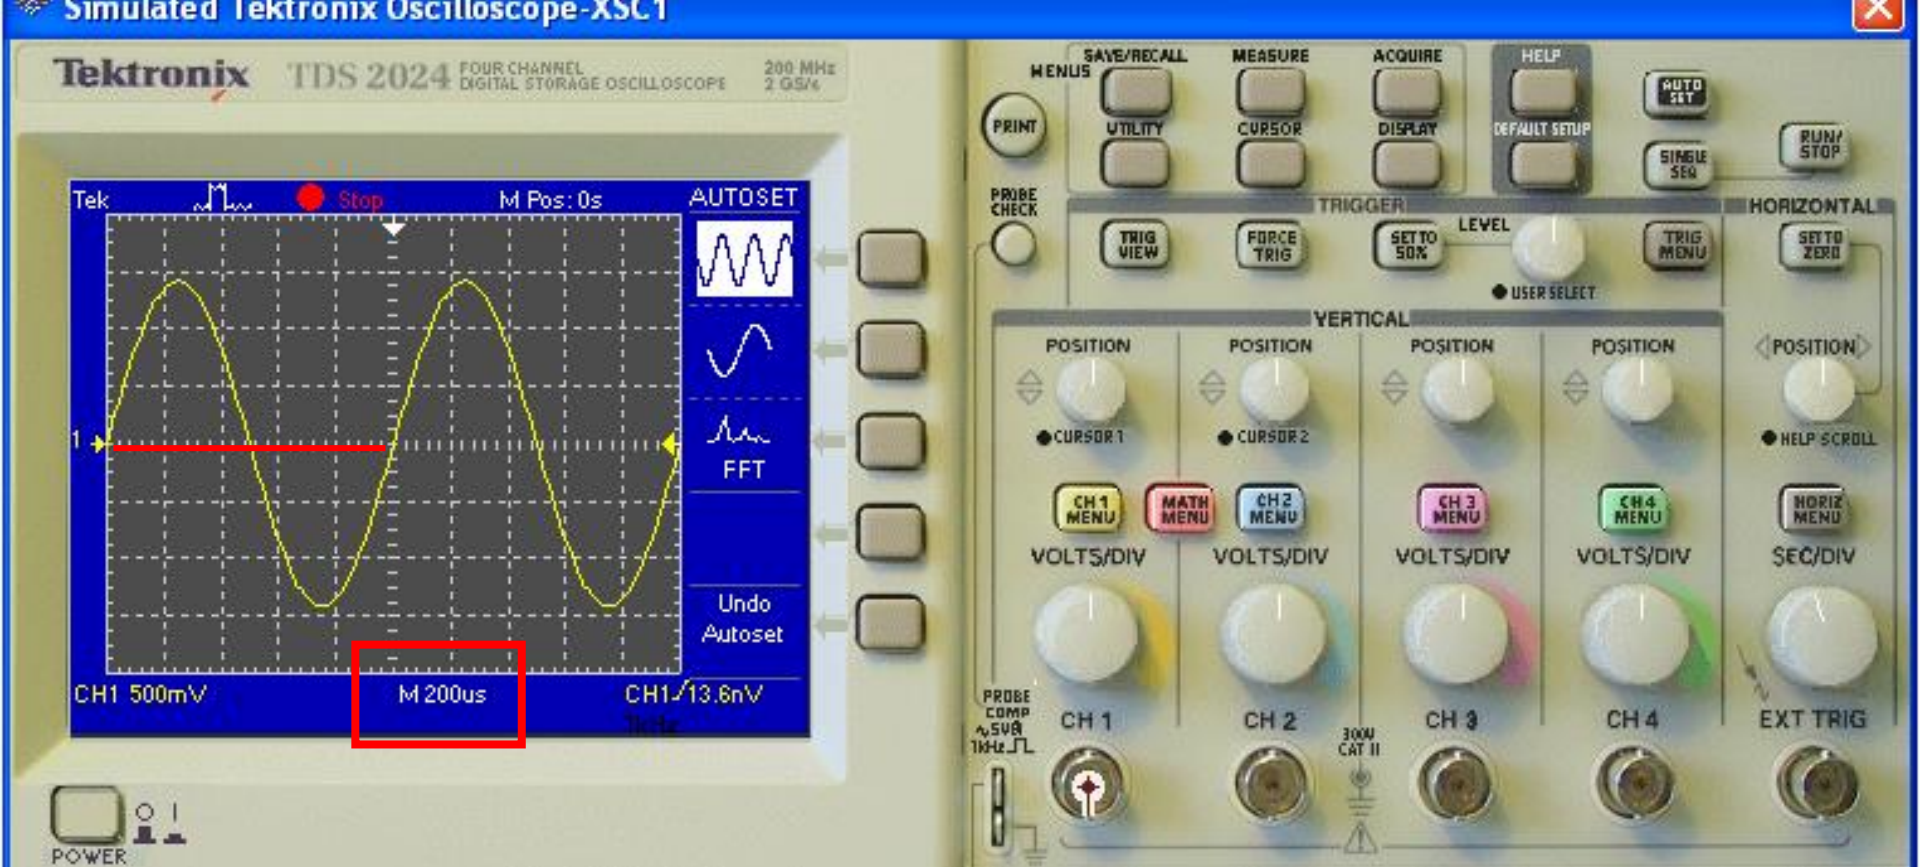 Simulated Tektronix Oscilloscope-XSC1
Tektronix TDS 2024 FOUR CHANNEL DIGITAL STORAGE OSCILLOSCOPE 200 MHz 2 GS/s
Tek Stop M Pos: 0s AUTOSET
1
FFT
Undo
Autoset
CH1 500mV M 200us CH1 / 13.6nV
1kHz
POWER
MENUS
SAVE/RECALL MEASURE ACQUIRE HELP
AUTO SET
PRINT
UTILITY CURSOR DISPLAY DEFAULT SETUP
RUN/ STOP
SINGLE SEQ
PROBE CHECK
TRIGGER HORIZONTAL
LEVEL
TRIG VIEW FORCE TRIG SET TO 50% TRIG MENU SET TO ZERO
USER SELECT
VERTICAL
POSITION POSITION POSITION POSITION POSITION
CURSOR 1 CURSOR 2 HELP SCROLL
CH 1 MENU MATH MENU CH 2 MENU CH 3 MENU CH 4 MENU HORIZ MENU
VOLTS/DIV VOLTS/DIV VOLTS/DIV VOLTS/DIV SEC/DIV
PROBE COMP
~5V@
1kHz
CH 1 CH 2 CH 3 CH 4 EXT TRIG
300V
CAT II